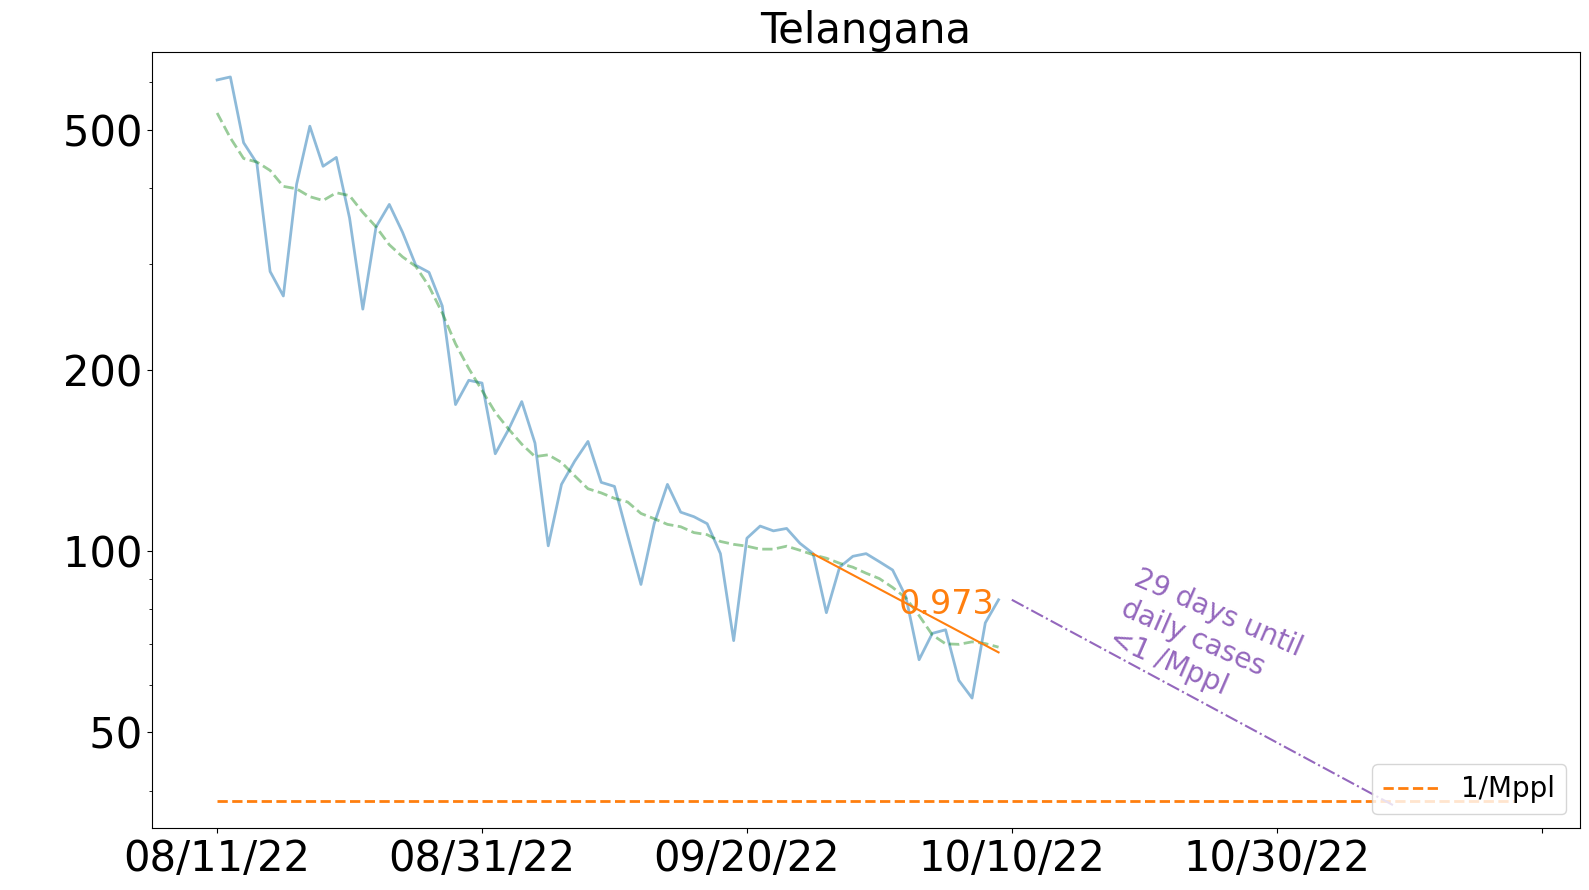 Telangana
500
200
100
50
0.973
29 days until
daily cases
<1 /Mppl
1/Mppl
08/11/22
08/31/22
09/20/22
10/10/22
10/30/22